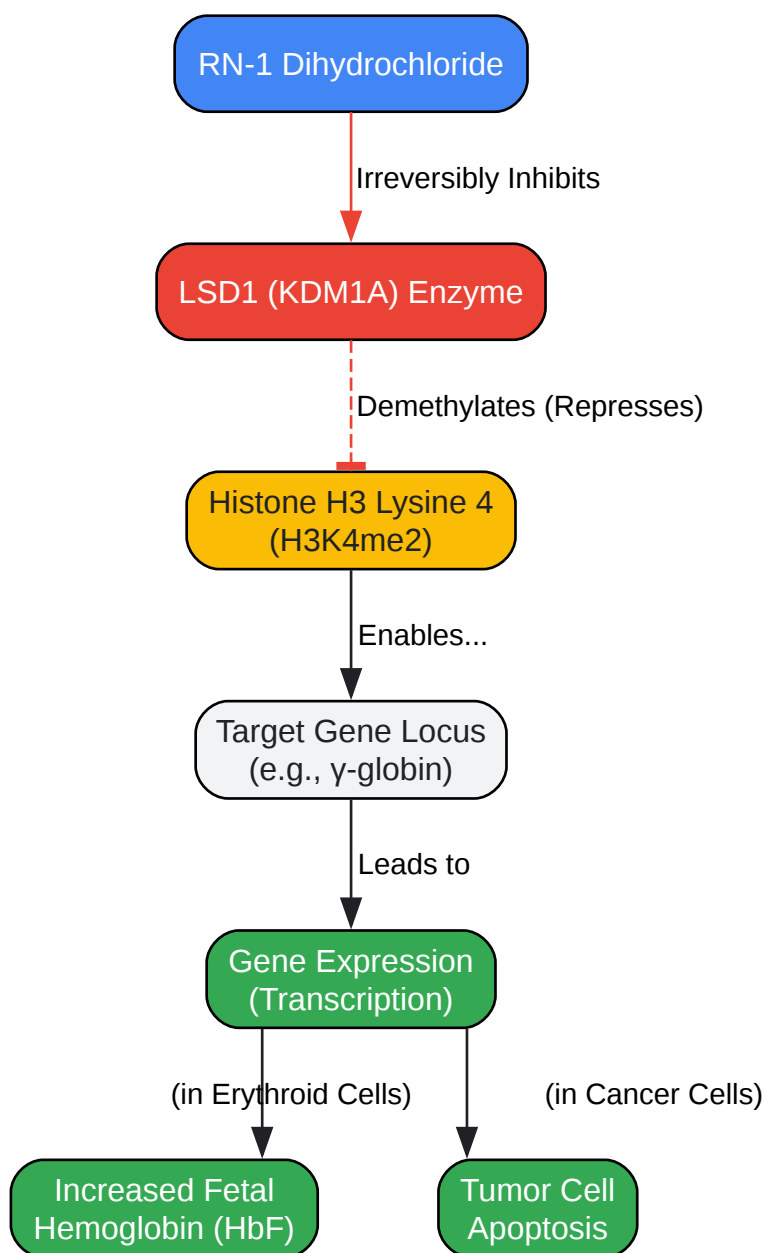 RN-1 Dihydrochloride
Irreversibly Inhibits
LSD1 (KDM1A) Enzyme
Demethylates (Represses)
Histone H3 Lysine 4
(H3K4me2)
Enables...
Target Gene Locus
(e.g., γ-globin)
Leads to
Gene Expression
(Transcription)
(in Erythroid Cells)
(in Cancer Cells)
Increased Fetal
Hemoglobin (HbF)
Tumor Cell
Apoptosis